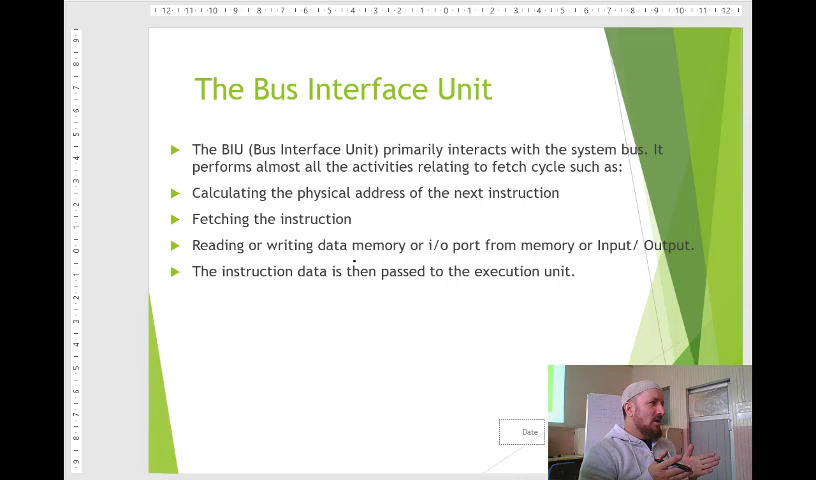 The Bus Interface Unit
The BIU (Bus Interface Unit) primarily interacts with the system bus. It
performs almost all the activities relating to fetch cycle such as:
Calculating the physical address of the next instruction
Fetching the instruction
Reading or writing data memory or i/o port from memory or Input/ Output.
The instruction data is then passed to the execution unit.
Date